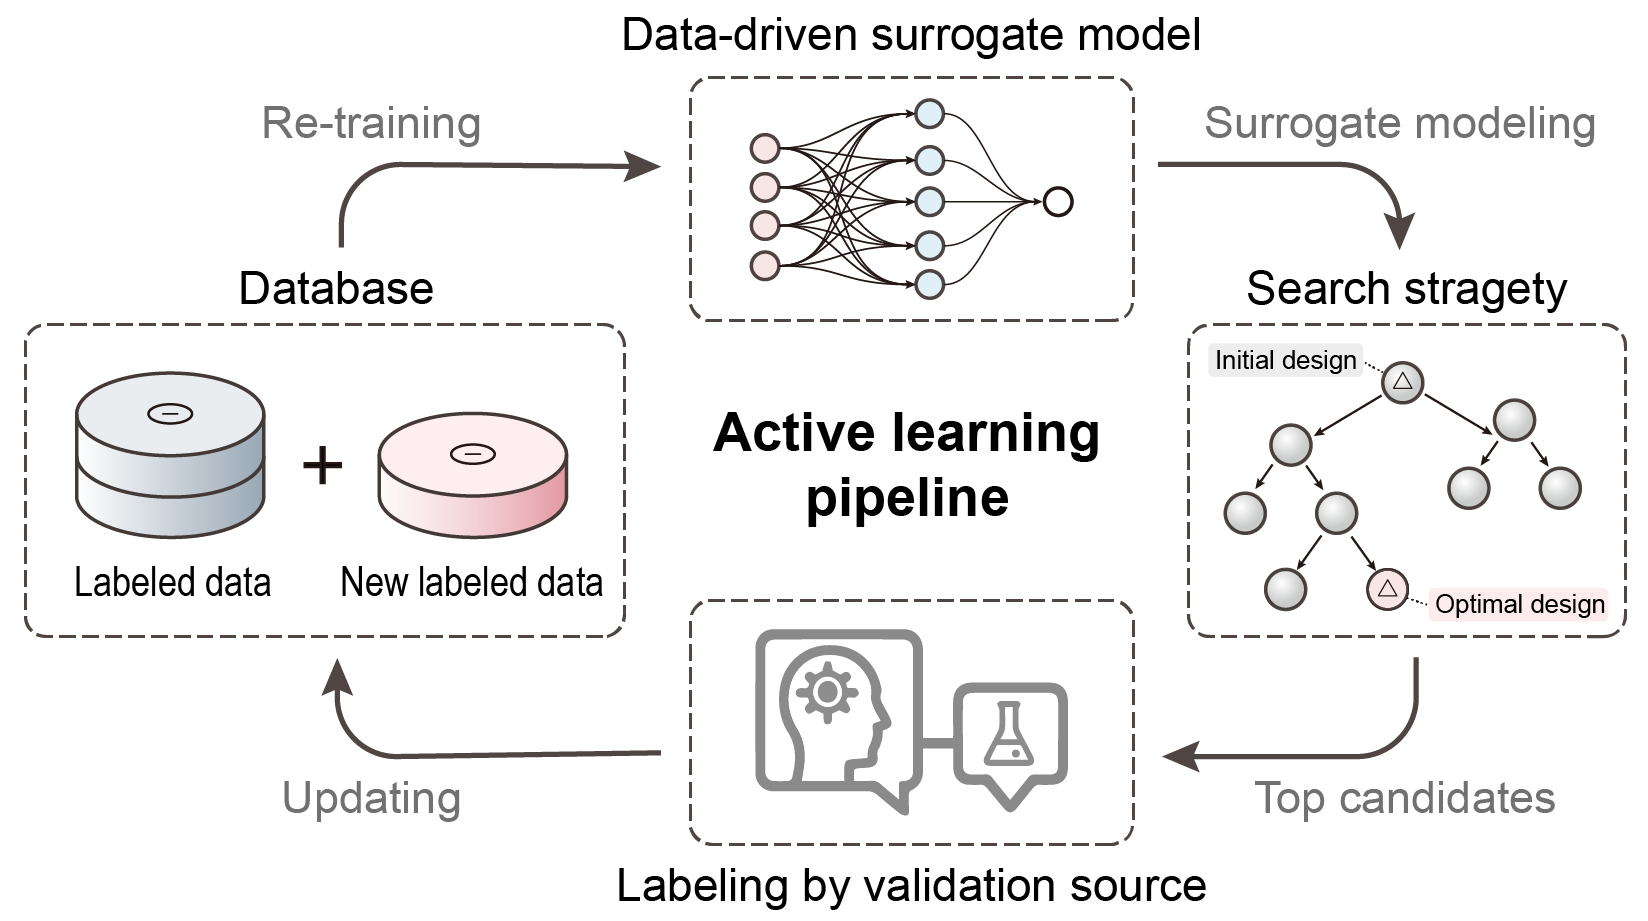 Data-driven surrogate model
Re-training
Surrogate modeling
Database
Search stragety
Initial design
Active learning
pipeline
Labeled data
New labeled data
Optimal design
Updating
Top candidates
Labeling by validation source